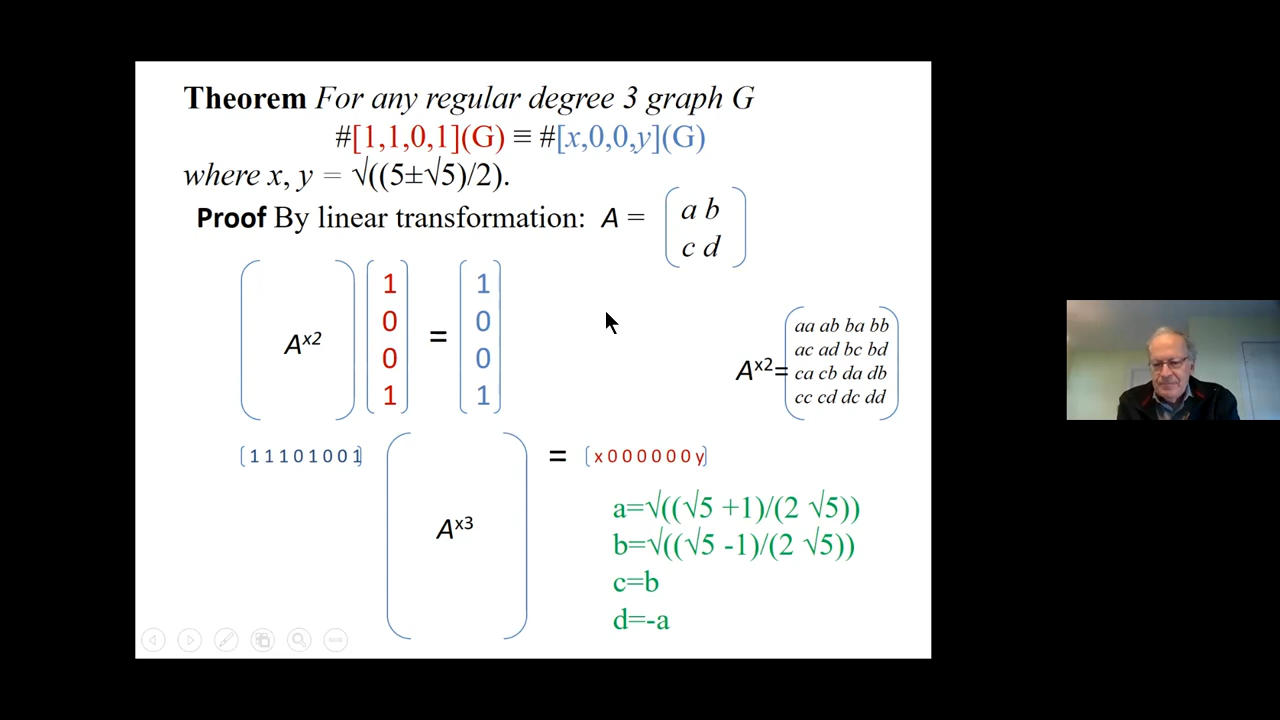 Theorem For any regular degree 3 graph G
#[1,1,0,1](G) ≡ #[x,0,0,y](G)
where x, y = √((5±√5)/2).
Proof By linear transformation: A =
a b
c d
Aˣ²
1
0
0
1
=
1
0
0
1
Aˣ²=
aa ab ba bb
ac ad bc bd
ca cb da db
cc cd dc dd
[1 1 1 0 1 0 0 1]
Aˣ³
=
[x 0 0 0 0 0 0 y]
a=√((√5 +1)/(2 √5))
b=√((√5 -1)/(2 √5))
c=b
d=-a